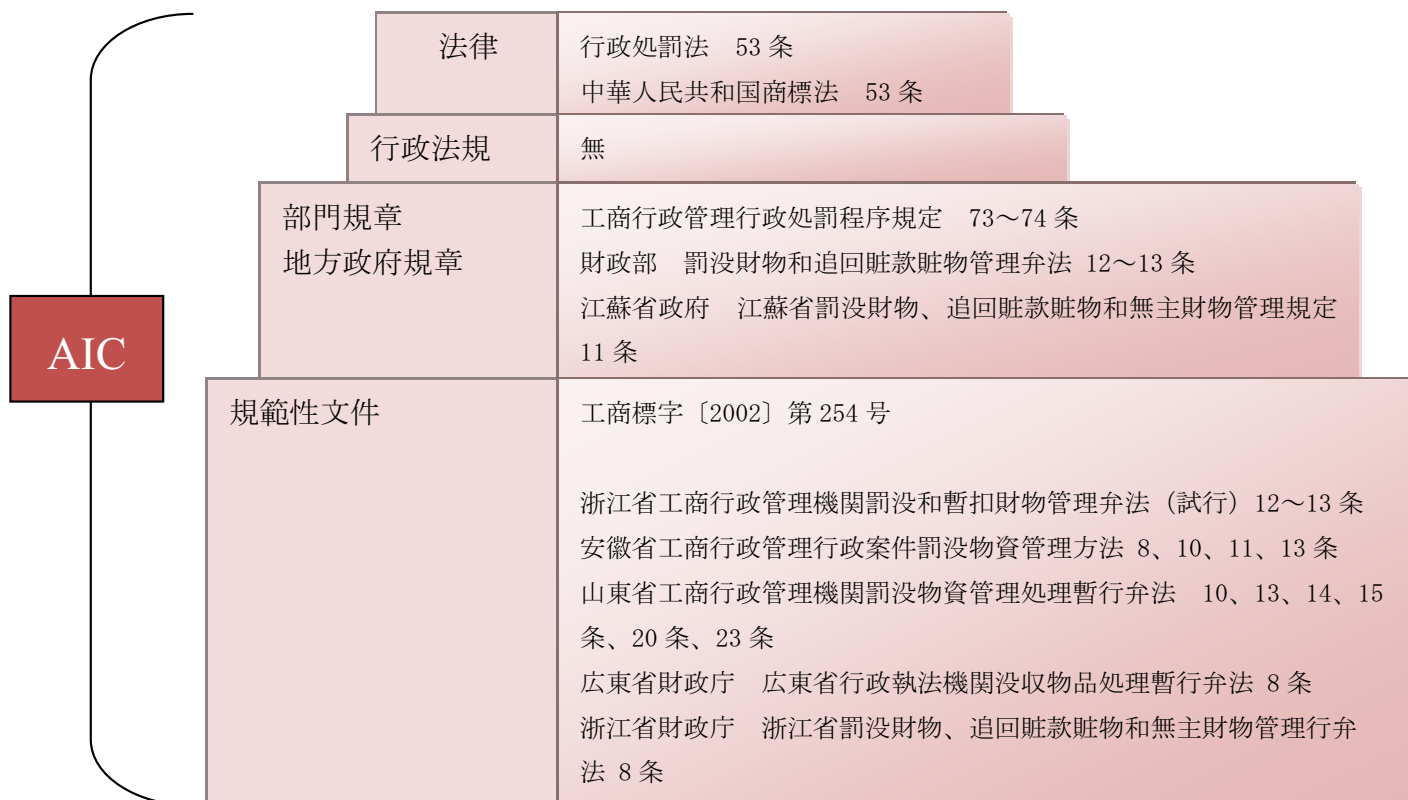 AIC
法律
行政処罰法 53 条
中華人民共和国商標法 53 条
行政法規
無
部門規章
地方政府規章
工商行政管理行政処罰程序規定 73～74 条
財政部 罰没財物和追回賍款賍物管理弁法 12～13 条
江蘇省政府 江蘇省罰没財物、追回賍款賍物和無主財物管理規定
11 条
規範性文件
工商標字〔2002〕第 254 号
浙江省工商行政管理機関罰没和暫扣財物管理弁法（試行）12～13 条
安徽省工商行政管理行政案件罰没物資管理方法 8、10、11、13 条
山東省工商行政管理機関罰没物資管理処理暫行弁法 10、13、14、15
条、20 条、23 条
広東省財政庁 広東省行政執法機関没収物品処理暫行弁法 8 条
浙江省財政庁 浙江省罰没財物、追回賍款賍物和無主財物管理行弁
法 8 条